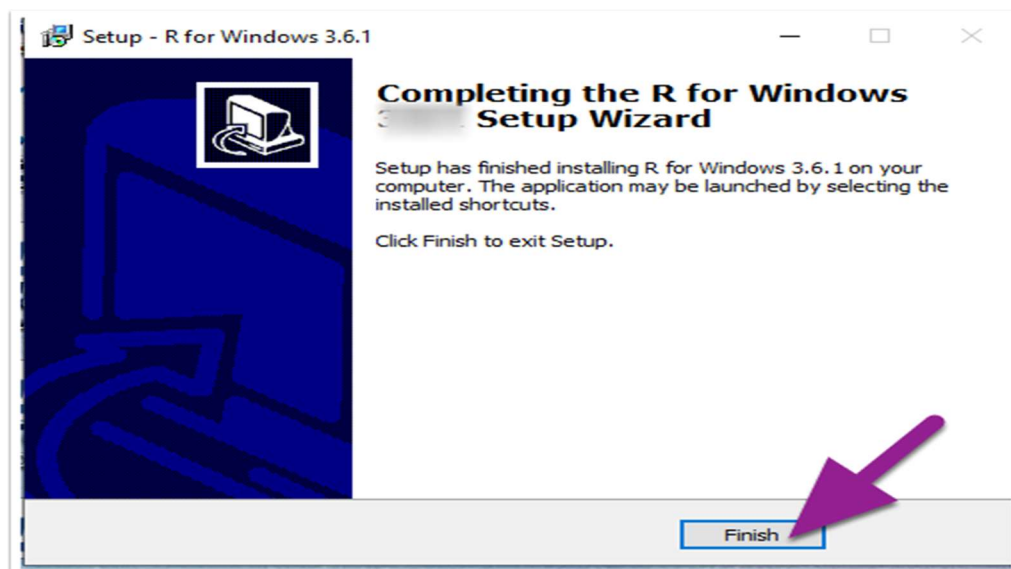 Setup - R for Windows 3.6.1
Completing the R for Windows
Setup Wizard
Setup has finished installing R for Windows 3.6.1 on your
computer. The application may be launched by selecting the
installed shortcuts.
Click Finish to exit Setup.
Finish